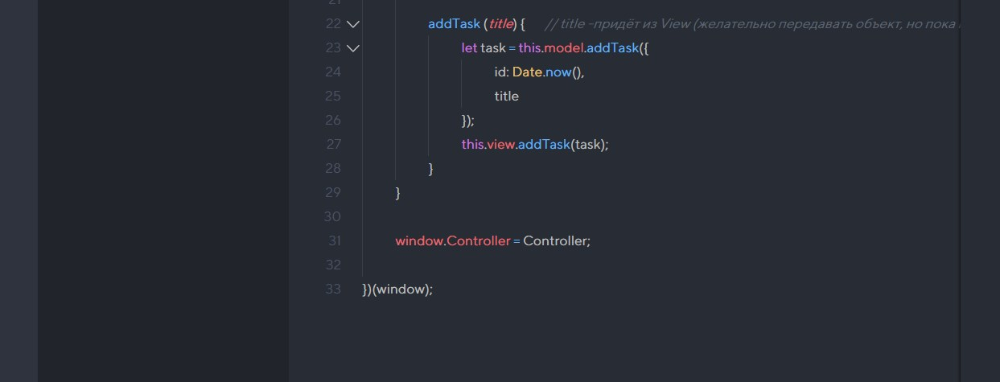 21
22 addTask (title) { // title -придёт из View (желательно передавать объект, но пока
23 let task = this.model.addTask({
24 id: Date.now(),
25 title
26 });
27 this.view.addTask(task);
28 }
29 }
30
31 window.Controller = Controller;
32
33 })(window);